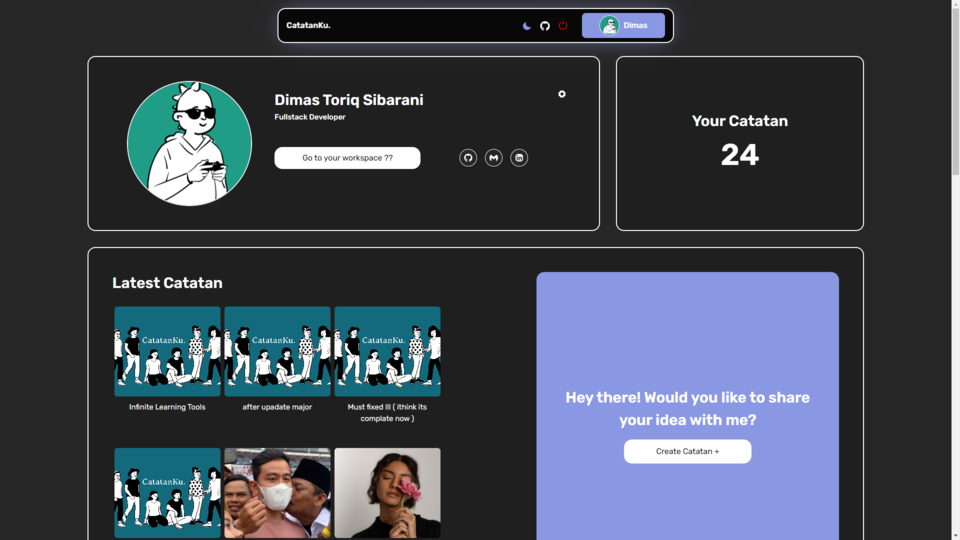 CatatanKu.
Dimas
Dimas Toriq Sibarani
Fullstack Developer
Go to your workspace ??
Your Catatan
24
Latest Catatan
CatatanKu.
CatatanKu.
CatatanKu.
Infinite Learning Tools
after upadate major
Must fixed !!! ( ithink its
complate now )
CatatanKu.
Hey there! Would you like to share
your idea with me?
Create Catatan +